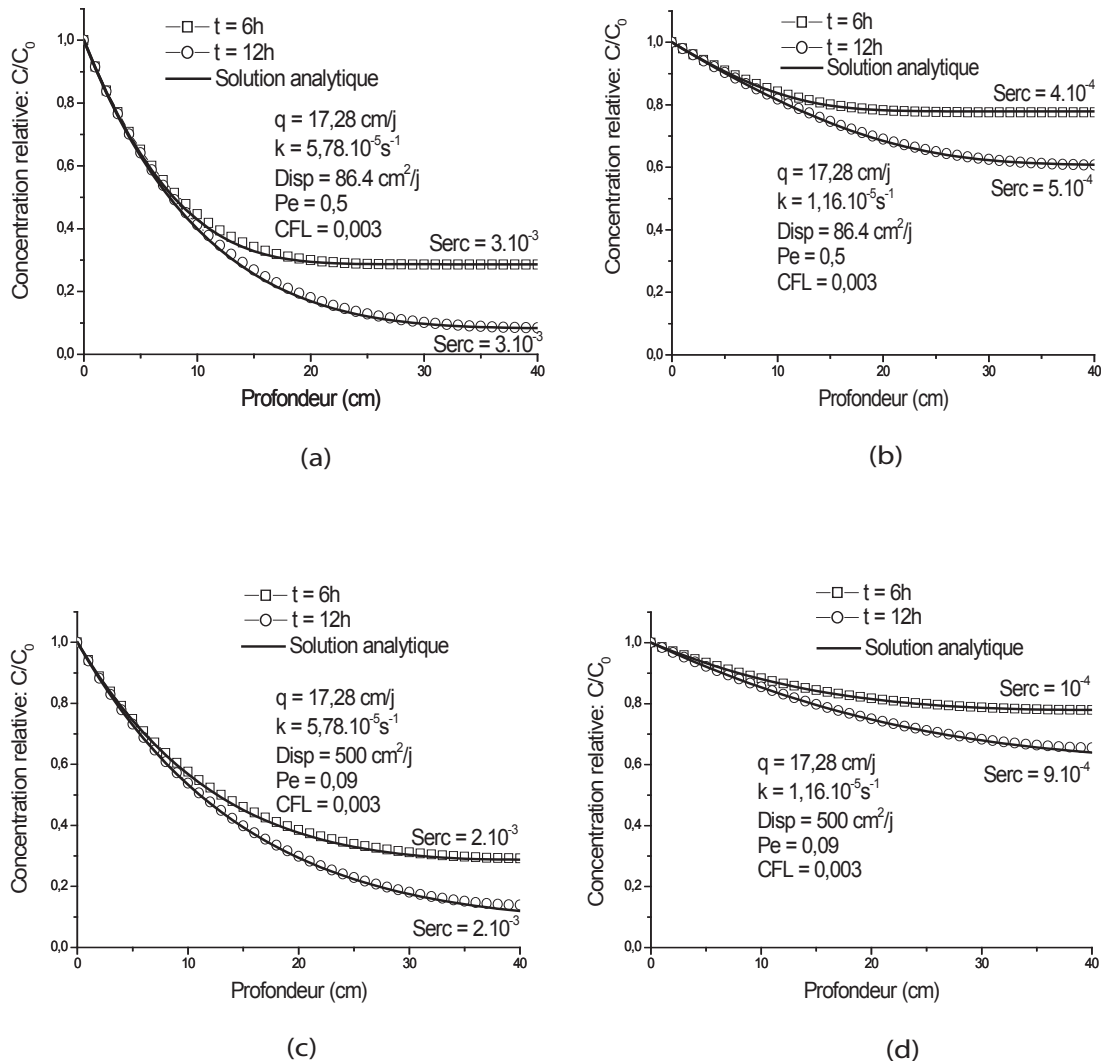 t = 6h
t = 12h
Solution analytique
q = 17,28 cm/j
k = 5,78.10⁻⁵s⁻¹
Disp = 86.4 cm²/j
Pe = 0,5
CFL = 0,003
Serc = 3.10⁻³
Serc = 3.10⁻³
Concentration relative: C/C₀
1,0
0,8
0,6
0,4
0,2
0,0
0
10
20
30
40
Profondeur (cm)
(a)
t = 6h
t = 12h
Solution analytique
Serc = 4.10⁻⁴
q = 17,28 cm/j
k = 1,16.10⁻⁵s⁻¹
Disp = 86.4 cm²/j
Pe = 0,5
CFL = 0,003
Serc = 5.10⁻⁴
Concentration relative: C/C₀
1,0
0,8
0,6
0,4
0,2
0,0
0
10
20
30
40
Profondeur (cm)
(b)
t = 6h
t = 12h
Solution analytique
q = 17,28 cm/j
k = 5,78.10⁻⁵s⁻¹
Disp = 500 cm²/j
Pe = 0,09
CFL = 0,003
Serc = 2.10⁻³
Serc = 2.10⁻³
Concentration relative: C/C₀
1,0
0,8
0,6
0,4
0,2
0,0
0
10
20
30
40
Profondeur (cm)
(c)
t = 6h
t = 12h
Solution analytique
Serc = 10⁻⁴
Serc = 9.10⁻⁴
q = 17,28 cm/j
k = 1,16.10⁻⁵s⁻¹
Disp = 500 cm²/j
Pe = 0,09
CFL = 0,003
Concentration relative: C/C₀
1,0
0,8
0,6
0,4
0,2
0,0
0
10
20
30
40
Profondeur (cm)
(d)